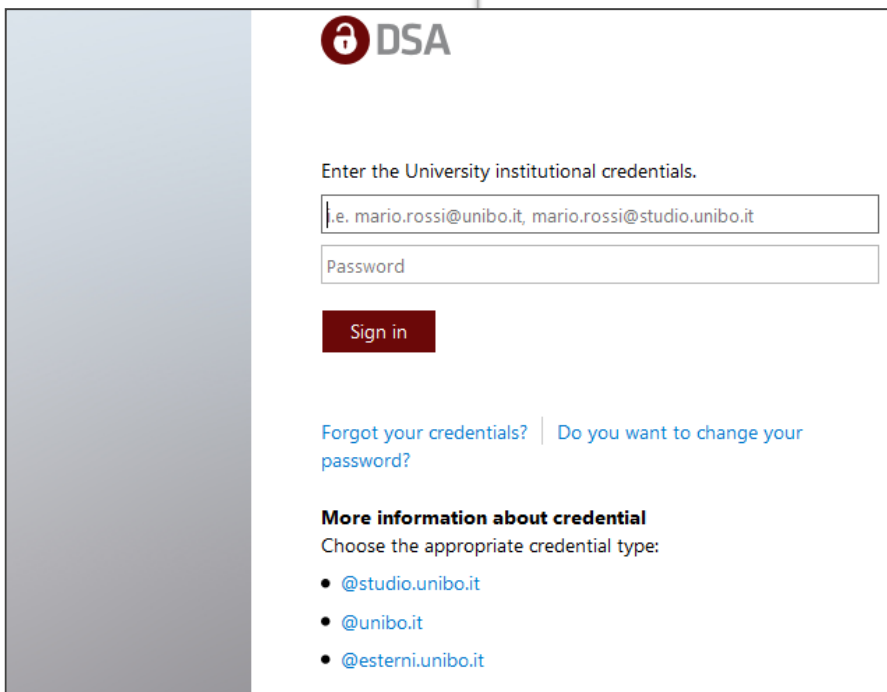 DSA
Enter the University institutional credentials.
i.e. mario.rossi@unibo.it, mario.rossi@studio.unibo.it
Password
Sign in
Forgot your credentials? Do you want to change your
password?
More information about credential
Choose the appropriate credential type:
@studio.unibo.it
@unibo.it
@esterni.unibo.it